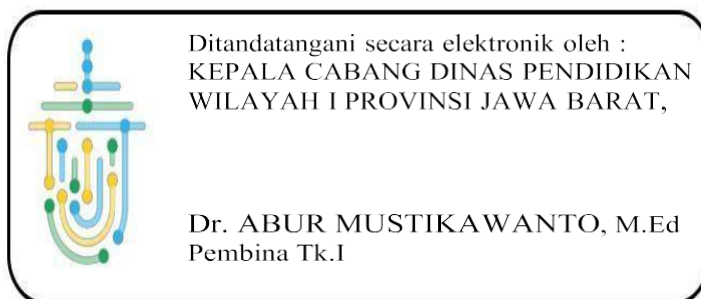 Ditandatangani secara elektronik oleh :
KEPALA CABANG DINAS PENDIDIKAN
WILAYAH I PROVINSI JAWA BARAT,
Dr. ABUR MUSTIKAWANTO, M.Ed
Pembina Tk.I